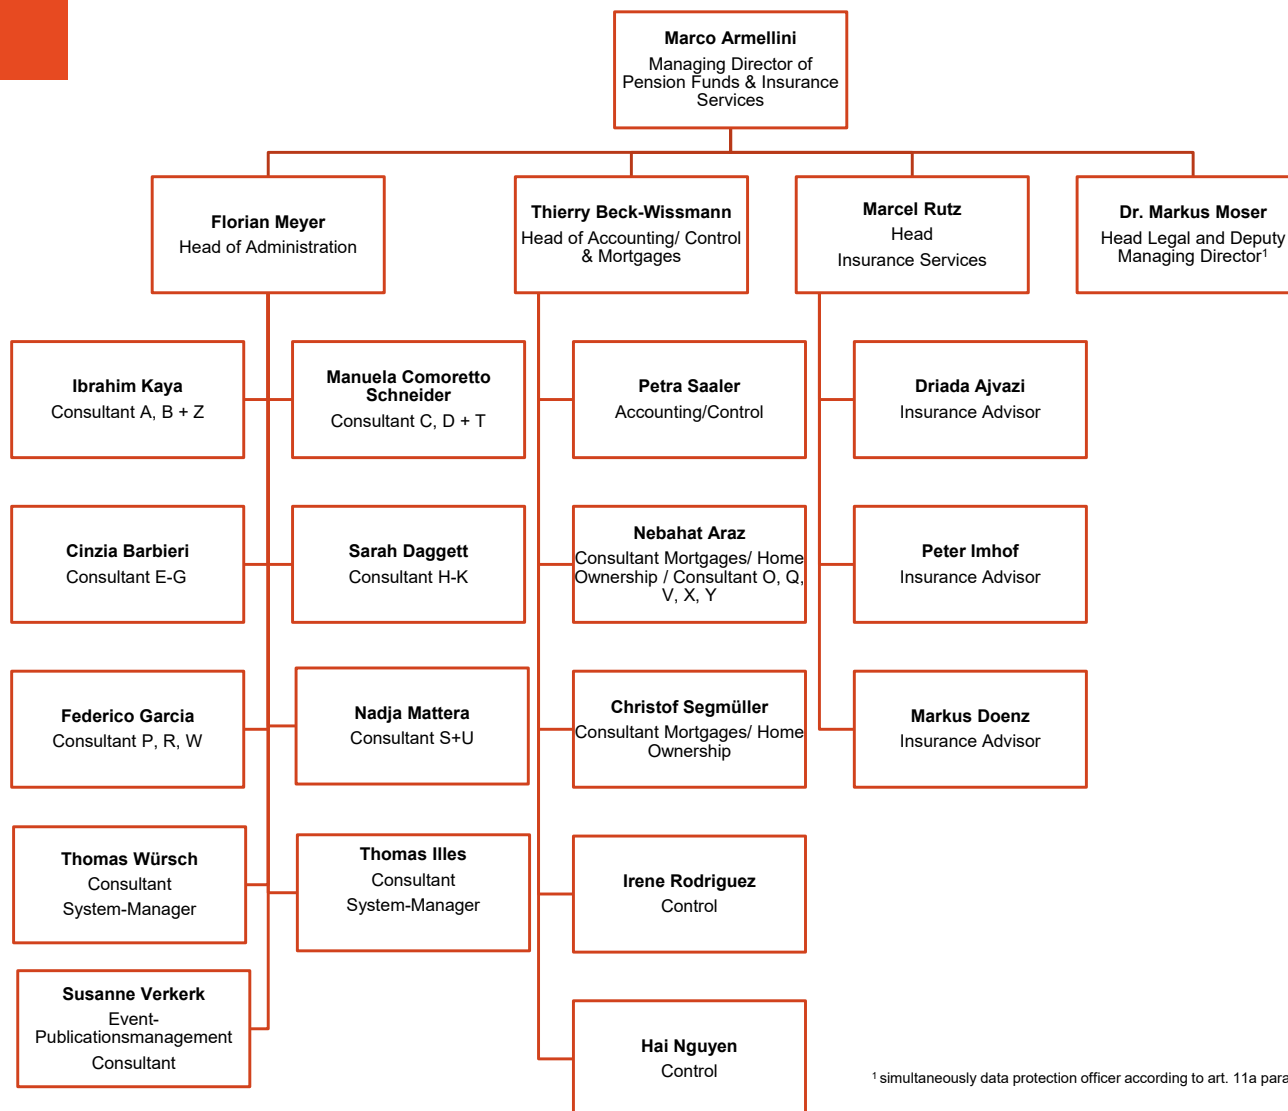 Marco Armellini
Managing Director of
Pension Funds & Insurance
Services
Florian Meyer
Head of Administration
Thierry Beck-Wissmann
Head of Accounting/ Control
& Mortgages
Marcel Rutz
Head
Insurance Services
Dr. Markus Moser
Head Legal and Deputy
Managing Director¹
Ibrahim Kaya
Consultant A, B + Z
Manuela Comoretto
Schneider
Consultant C, D + T
Petra Saaler
Accounting/Control
Driada Ajvazi
Insurance Advisor
Cinzia Barbieri
Consultant E-G
Sarah Daggett
Consultant H-K
Nebahat Araz
Consultant Mortgages/ Home
Ownership / Consultant O, Q,
V, X, Y
Peter Imhof
Insurance Advisor
Federico Garcia
Consultant P, R, W
Nadja Mattera
Consultant S+U
Christof Segmüller
Consultant Mortgages/ Home
Ownership
Markus Doenz
Insurance Advisor
Thomas Würsch
Consultant
System-Manager
Thomas Illes
Consultant
System-Manager
Irene Rodriguez
Control
Susanne Verkerk
Event-
Publicationsmanagement
Consultant
Hai Nguyen
Control
¹ simultaneously data protection officer according to art. 11a para